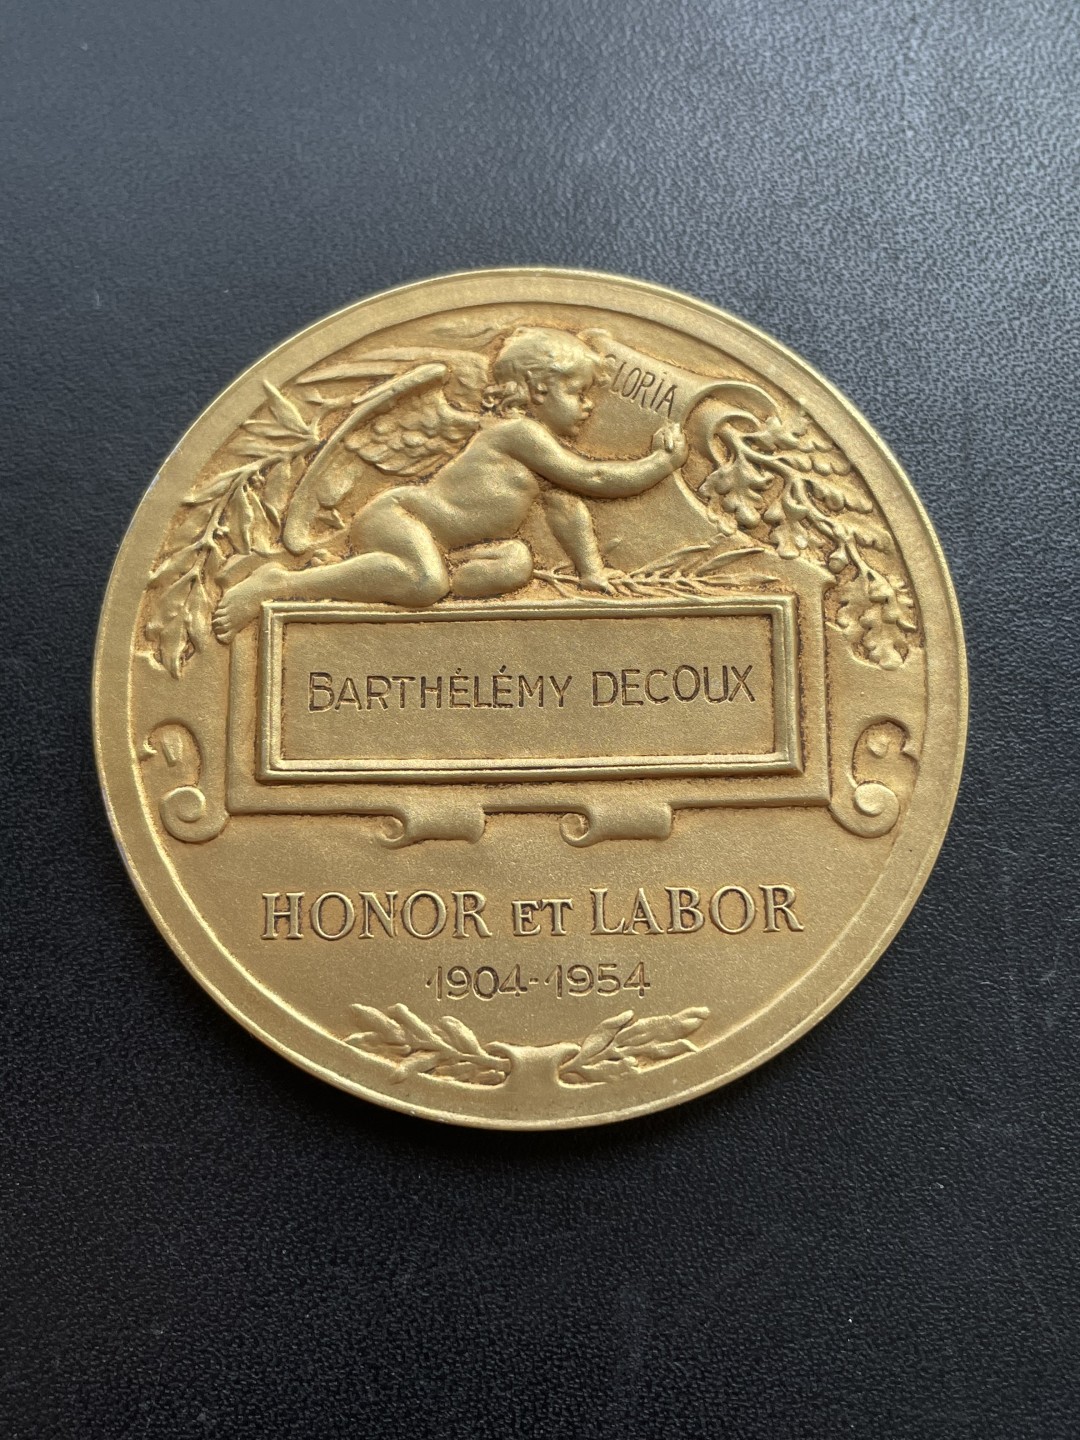 GLORIA
BARTHÉLÉMY DECOUX
HONOR ET LABOR
1904-1954